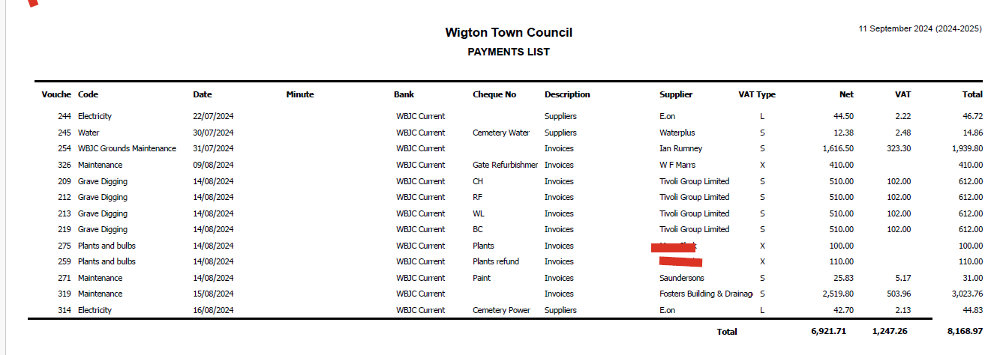 11 September 2024 (2024-2025)
Wigton Town Council
PAYMENTS LIST
Vouche Code Date Minute Bank Cheque No Description Supplier VAT Type Net VAT Total
244 Electricity 22/07/2024 WBJC Current Suppliers E.on L 44.50 2.22 46.72
245 Water 30/07/2024 WBJC Current Cemetery Water Suppliers Waterplus S 12.38 2.48 14.86
254 WBJC Grounds Maintenance 31/07/2024 WBJC Current Invoices Ian Rumney S 1,616.50 323.30 1,939.80
326 Maintenance 09/08/2024 WBJC Current Gate Refurbishmer Invoices W F Marrs X 410.00 410.00
209 Grave Digging 14/08/2024 WBJC Current CH Invoices Tivoli Group Limited S 510.00 102.00 612.00
212 Grave Digging 14/08/2024 WBJC Current RF Invoices Tivoli Group Limited S 510.00 102.00 612.00
213 Grave Digging 14/08/2024 WBJC Current WL Invoices Tivoli Group Limited S 510.00 102.00 612.00
219 Grave Digging 14/08/2024 WBJC Current BC Invoices Tivoli Group Limited S 510.00 102.00 612.00
275 Plants and bulbs 14/08/2024 WBJC Current Plants Invoices X 100.00 100.00
259 Plants and bulbs 14/08/2024 WBJC Current Plants refund Invoices X 110.00 110.00
271 Maintenance 14/08/2024 WBJC Current Paint Invoices Saundersons S 25.83 5.17 31.00
319 Maintenance 15/08/2024 WBJC Current Invoices Fosters Building & Drainage S 2,519.80 503.96 3,023.76
314 Electricity 16/08/2024 WBJC Current Cemetery Power Suppliers E.on L 42.70 2.13 44.83
Total 6,921.71 1,247.26 8,168.97